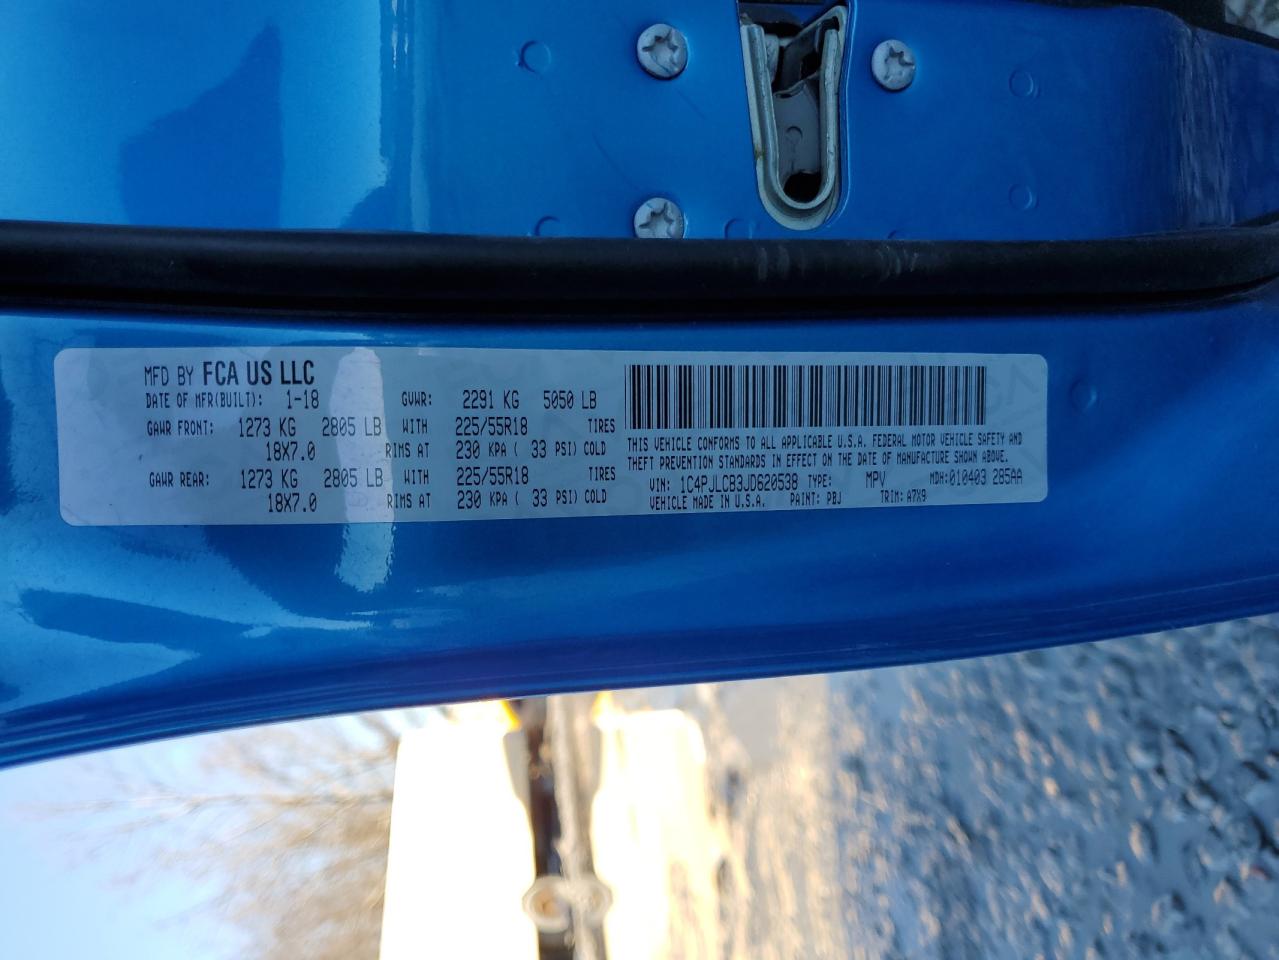 MFD BY FCA US LLC
DATE OF MFR(BUILT): 1-18 GVWR: 2291 KG 5050 LB
GAWR FRONT: 1273 KG 2805 LB WITH 225/55R18 TIRES
18X7.0 RIMS AT 230 KPA ( 33 PSI) COLD
GAWR REAR: 1273 KG 2805 LB WITH 225/55R18 TIRES
18X7.0 RIMS AT 230 KPA ( 33 PSI) COLD
THIS VEHICLE CONFORMS TO ALL APPLICABLE U.S.A. FEDERAL MOTOR VEHICLE SAFETY AND
THEFT PREVENTION STANDARDS IN EFFECT ON THE DATE OF MANUFACTURE SHOWN ABOVE.
VIN: 1C4PJLCB3JD620538 TYPE: MPV MDH: 010403 285AA
VEHICLE MADE IN U.S.A. PAINT: PBJ TRIM: A7X9